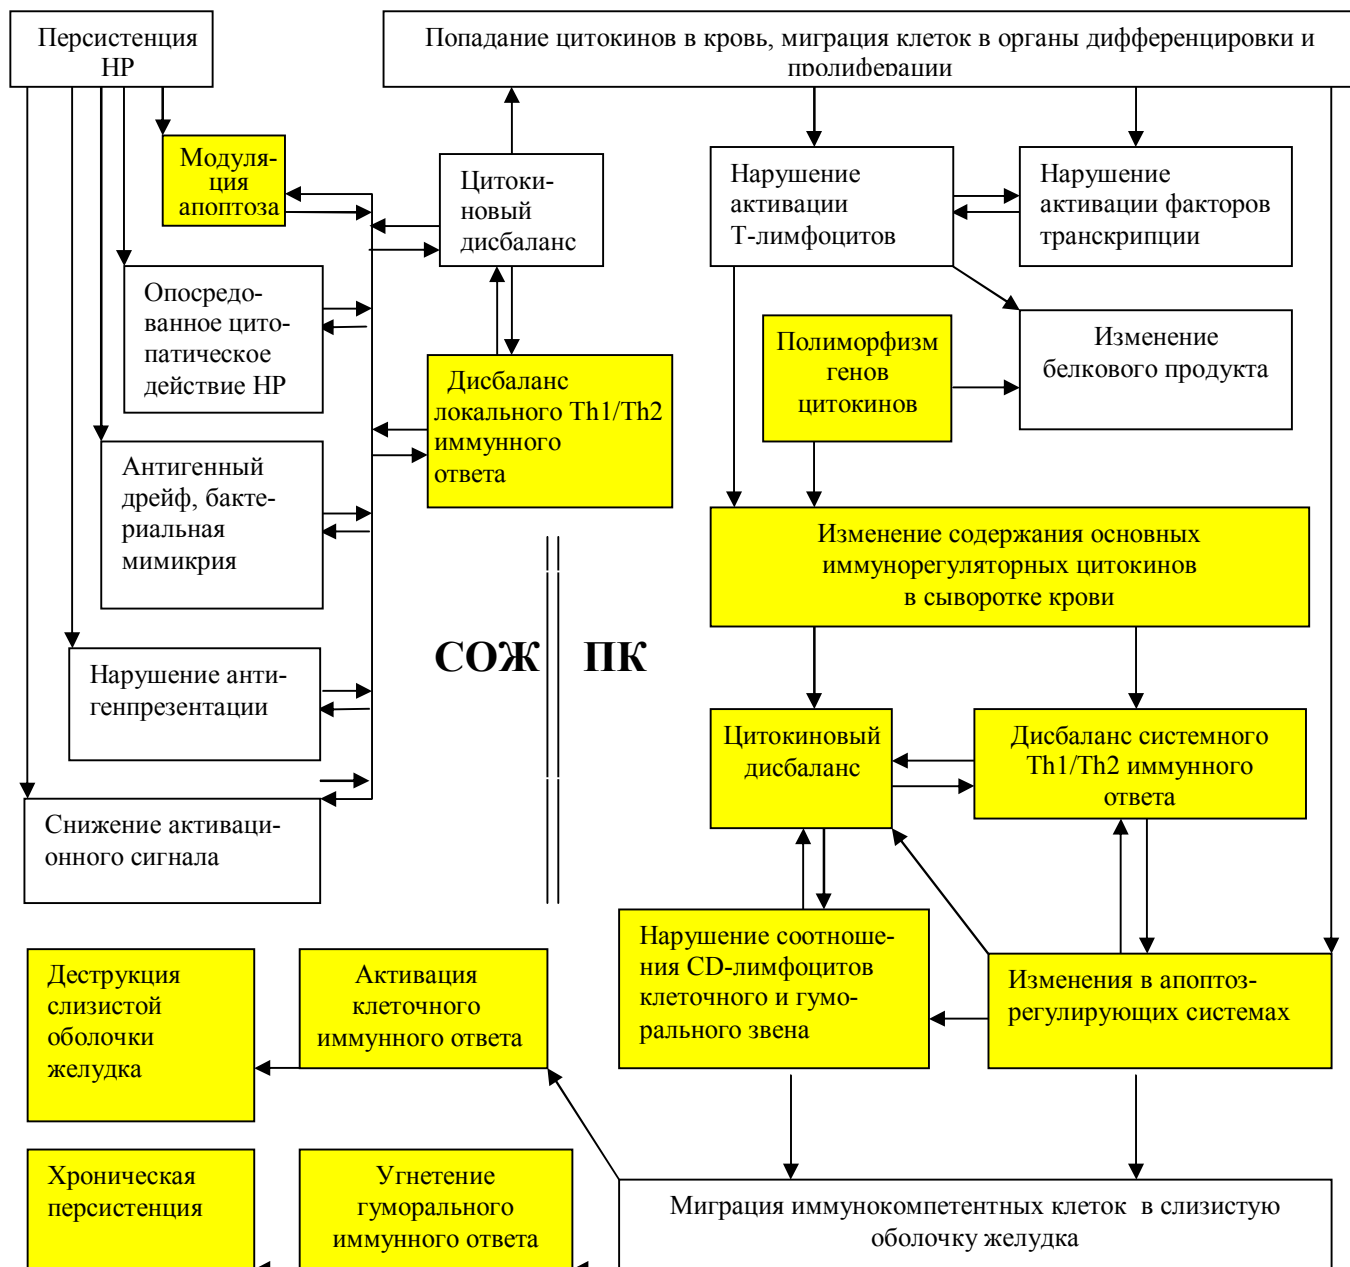 Персистенция
НР
Попадание цитокинов в кровь, миграция клеток в органы дифференцировки и
пролиферации
Модуля-
ция
апоптоза
Цитоки-
новый
дисбаланс
Нарушение
активации
Т-лимфоцитов
Нарушение
активации факторов
транскрипции
Опосредо-
ванное цито-
патическое
действие НР
Дисбаланс
локального Th1/Th2
иммунного
ответа
Полиморфизм
генов
цитокинов
Изменение
белкового продукта
Антигенный
дрейф, бакте-
риальная
мимикрия
Изменение содержания основных
иммунорегуляторных цитокинов
в сыворотке крови
СОЖ
ПК
Нарушение анти-
генпрезентации
Цитокиновый
дисбаланс
Дисбаланс системного
Th1/Th2 иммунного
ответа
Снижение активаци-
онного сигнала
Нарушение соотноше-
ния CD-лимфоцитов
клеточного и гумо-
рального звена
Изменения в апоптоз-
регулирующих системах
Деструкция
слизистой
оболочки
желудка
Активация
клеточного
иммунного ответа
Хроническая
персистенция
Угнетение
гуморального
иммунного ответа
Миграция иммунокомпетентных клеток в слизистую
оболочку желудка